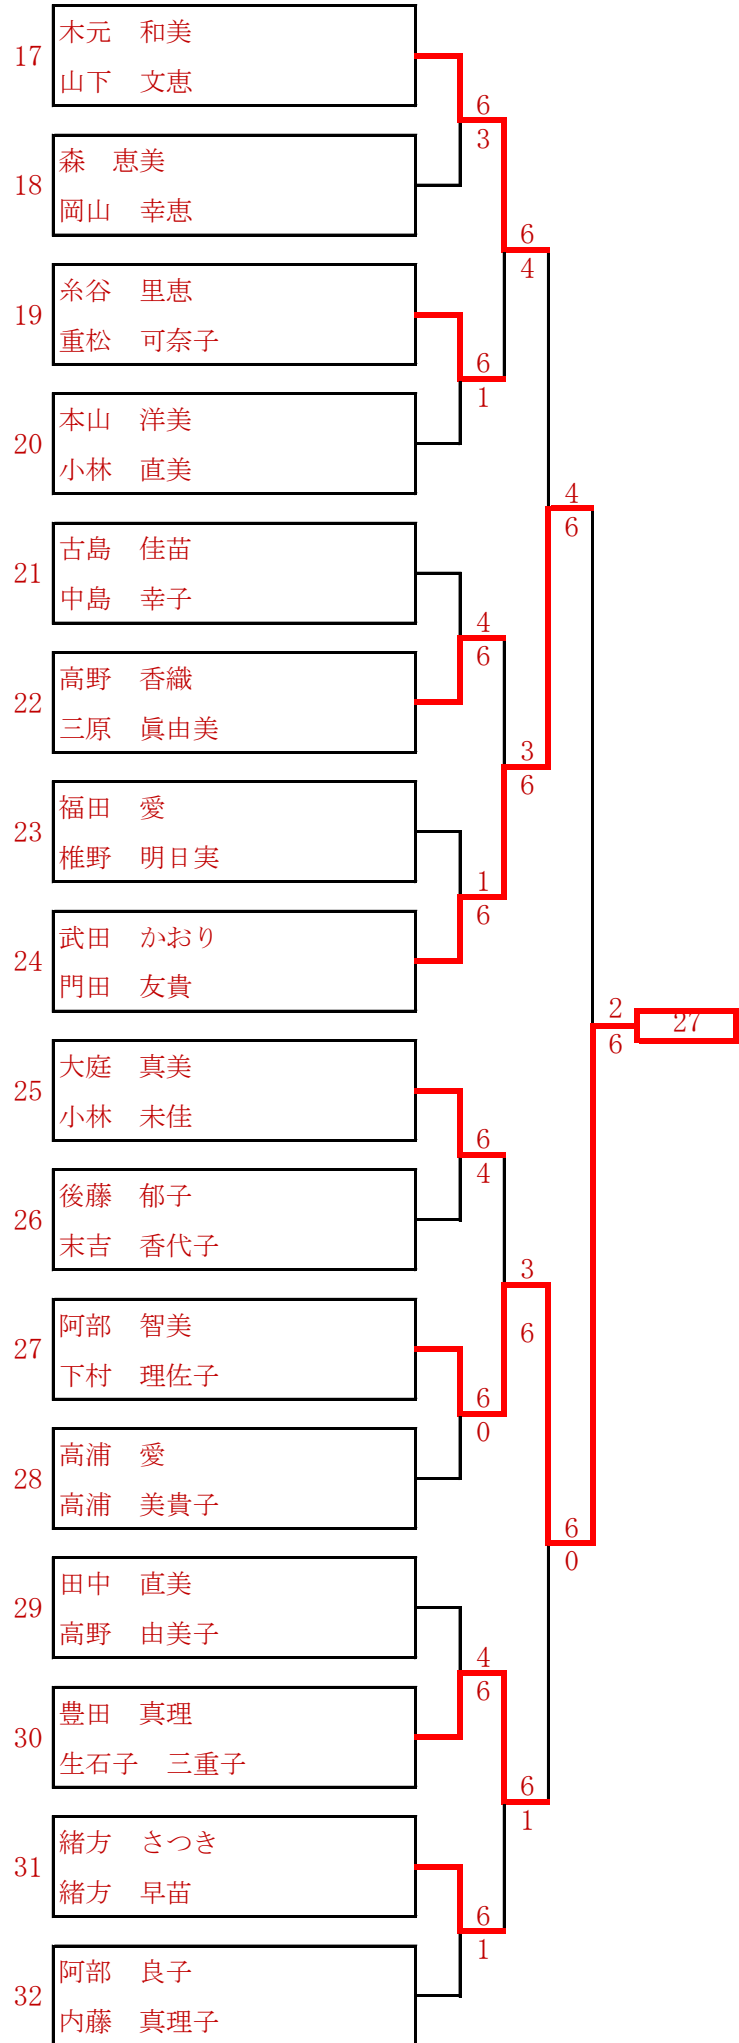 17
木元　和美
山下　文恵
6
3
18
森　恵美
岡山　幸恵
6
4
19
糸谷　里恵
重松　可奈子
6
1
20
本山　洋美
小林　直美
4
6
21
古島　佳苗
中島　幸子
4
6
22
高野　香織
三原　眞由美
3
6
23
福田　愛
椎野　明日実
1
6
24
武田　かおり
門田　友貴
2
6
27
25
大庭　真美
小林　未佳
6
4
26
後藤　郁子
末吉　香代子
3
6
27
阿部　智美
下村　理佐子
6
0
28
高浦　愛
高浦　美貴子
6
0
29
田中　直美
高野　由美子
4
6
30
豊田　真理
生石子　三重子
6
1
31
緒方　さつき
緒方　早苗
6
1
32
阿部　良子
内藤　真理子